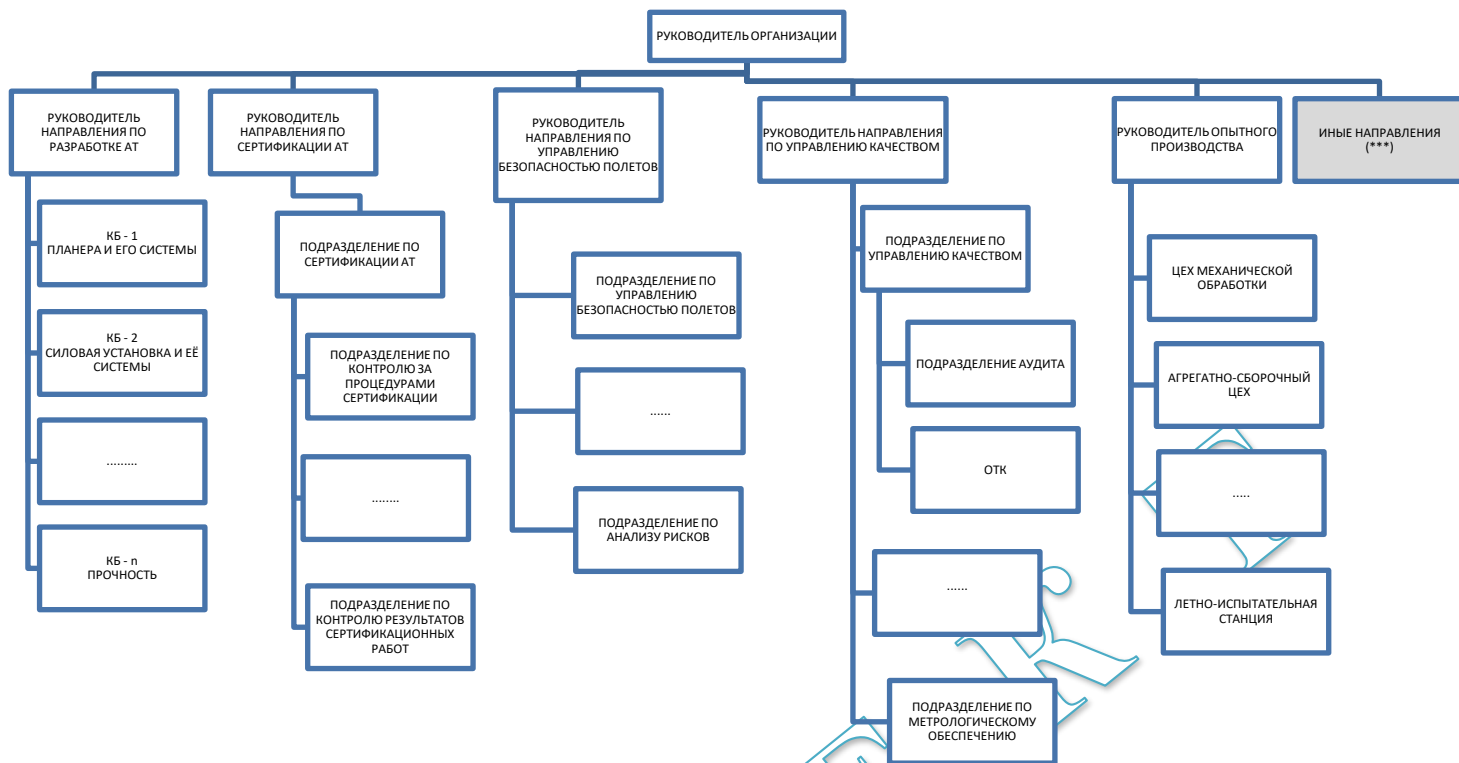 РУКОВОДИТЕЛЬ ОРГАНИЗАЦИИ
РУКОВОДИТЕЛЬ
НАПРАВЛЕНИЯ ПО
РАЗРАБОТКЕ АТ
КБ - 1
ПЛАНЕРА И ЕГО СИСТЕМЫ
КБ - 2
СИЛОВАЯ УСТАНОВКА И ЕЁ
СИСТЕМЫ
.........
КБ - n
ПРОЧНОСТЬ
РУКОВОДИТЕЛЬ
НАПРАВЛЕНИЯ ПО
СЕРТИФИКАЦИИ АТ
ПОДРАЗДЕЛЕНИЕ ПО
СЕРТИФИКАЦИИ АТ
ПОДРАЗДЕЛЕНИЕ ПО
КОНТРОЛЮ ЗА
ПРОЦЕДУРАМИ
СЕРТИФИКАЦИИ
........
ПОДРАЗДЕЛЕНИЕ ПО
КОНТРОЛЮ РЕЗУЛЬТАТОВ
СЕРТИФИКАЦИОННЫХ
РАБОТ
РУКОВОДИТЕЛЬ
НАПРАВЛЕНИЯ ПО
УПРАВЛЕНИЮ
БЕЗОПАСНОСТЬЮ ПОЛЕТОВ
ПОДРАЗДЕЛЕНИЕ ПО
УПРАВЛЕНИЮ
БЕЗОПАСНОСТЬЮ ПОЛЕТОВ
......
ПОДРАЗДЕЛЕНИЕ ПО
АНАЛИЗУ РИСКОВ
РУКОВОДИТЕЛЬ НАПРАВЛЕНИЯ
ПО УПРАВЛЕНИЮ КАЧЕСТВОМ
ПОДРАЗДЕЛЕНИЕ ПО
УПРАВЛЕНИЮ КАЧЕСТВОМ
ПОДРАЗДЕЛЕНИЕ АУДИТА
ОТК
......
ПОДРАЗДЕЛЕНИЕ ПО
МЕТРОЛОГИЧЕСКОМУ
ОБЕСПЕЧЕНИЮ
РУКОВОДИТЕЛЬ ОПЫТНОГО
ПРОИЗВОДСТВА
ЦЕХ МЕХАНИЧЕСКОЙ
ОБРАБОТКИ
АГРЕГАТНО-СБОРОЧНЫЙ
ЦЕХ
.....
ЛЕТНО-ИСПЫТАТЕЛЬНАЯ
СТАНЦИЯ
ИНЫЕ НАПРАВЛЕНИЯ
(***)